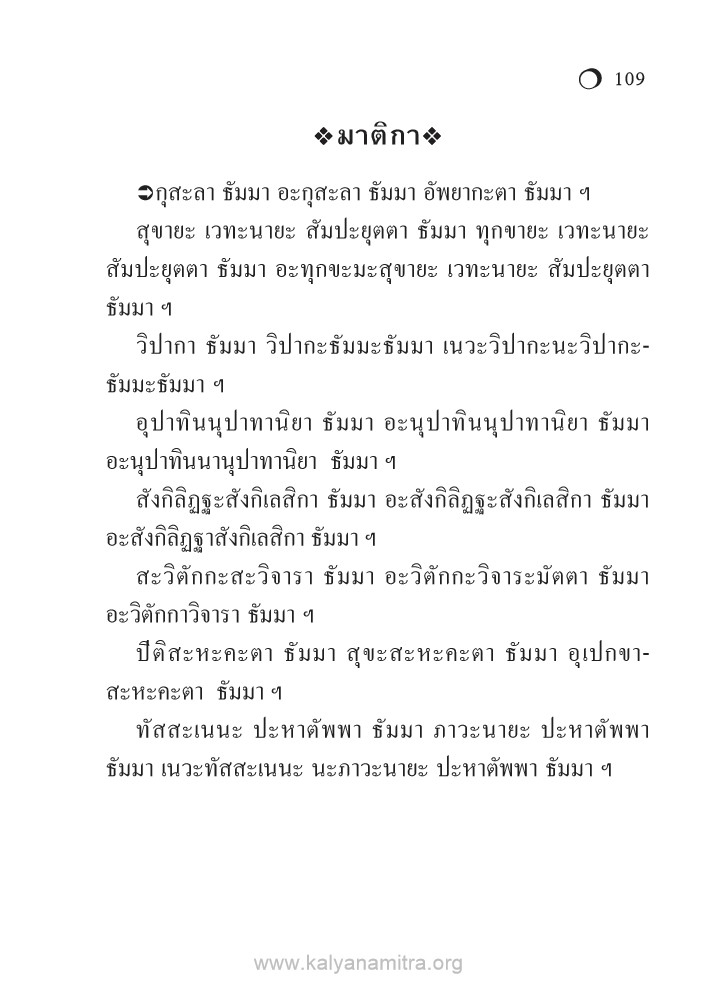 ❍ 109
❖มาติกา❖
➲กุสะลา ธัมมา อะกุสะลา ธัมมา อัพยากะตา ธัมมา ฯ
สุขายะ เวทะนายะ สัมปะยุตตา ธัมมา ทุกขายะ เวทะนายะ
สัมปะยุตตา ธัมมา อะทุกขะมะสุขายะ เวทะนายะ สัมปะยุตตา
ธัมมา ฯ
วิปากา ธัมมา วิปากะธัมมะธัมมา เนวะวิปากะนะวิปากะ-
ธัมมะธัมมา ฯ
อุปาทินนุปาทานิยา ธัมมา อะนุปาทินนุปาทานิยา ธัมมา
อะนุปาทินนานุปาทานิยา ธัมมา ฯ
สังกิลิฏฐะสังกิเลสิกา ธัมมา อะสังกิลิฏฐะสังกิเลสิกา ธัมมา
อะสังกิลิฏฐาสังกิเลสิกา ธัมมา ฯ
สะวิตักกะสะวิจารา ธัมมา อะวิตักกะวิจาระมัตตา ธัมมา
อะวิตักกาวิจารา ธัมมา ฯ
ปีติสะหะคะตา ธัมมา สุขะสะหะคะตา ธัมมา อุเปกขา-
สะหะคะตา ธัมมา ฯ
ทัสสะเนนะ ปะหาตัพพา ธัมมา ภาวะนายะ ปะหาตัพพา
ธัมมา เนวะทัสสะเนนะ นะภาวะนายะ ปะหาตัพพา ธัมมา ฯ
www.kalyanamitra.org